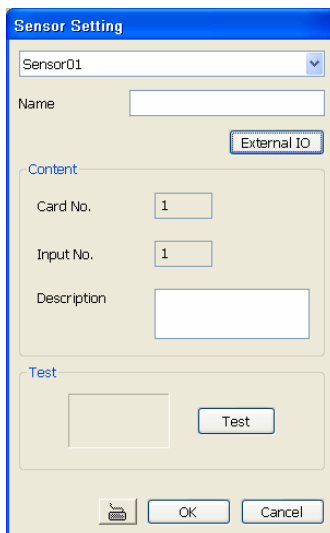 Sensor Setting
Sensor01
Name
External IO
Content
Card No. 1
Input No. 1
Description
Test
Test
OK Cancel